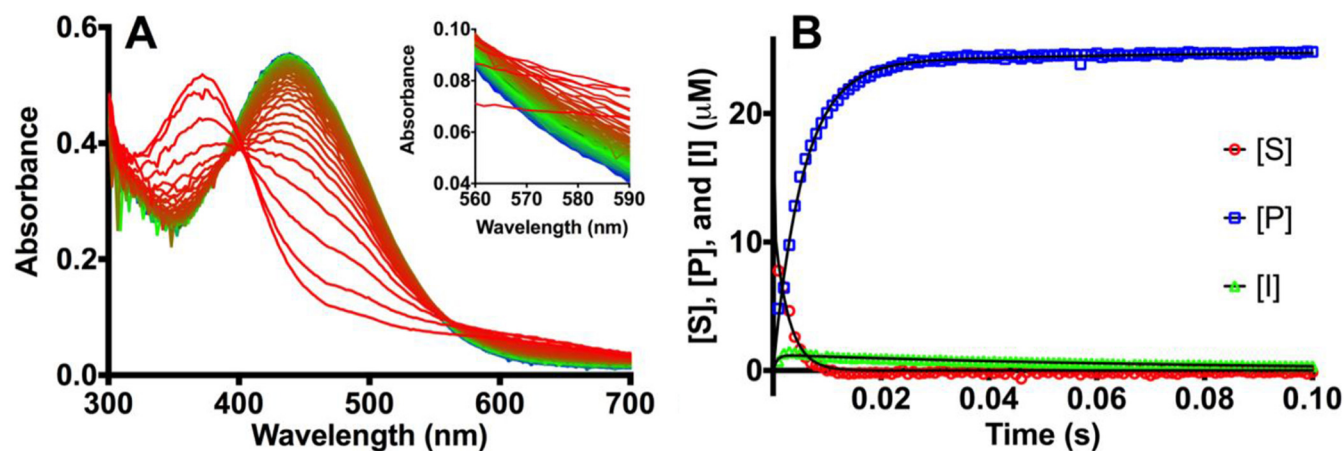 A
0.6
0.4
0.2
0.0
Absorbance
300 400 500 600 700
Wavelength (nm)
0.10
0.08
0.06
0.04
Absorbance
560 570 580 590
Wavelength (nm)
B
20
10
0
[S], [P], and [I] (μM)
0.02 0.04 0.06 0.08 0.10
Time (s)
[S]
[P]
[I]